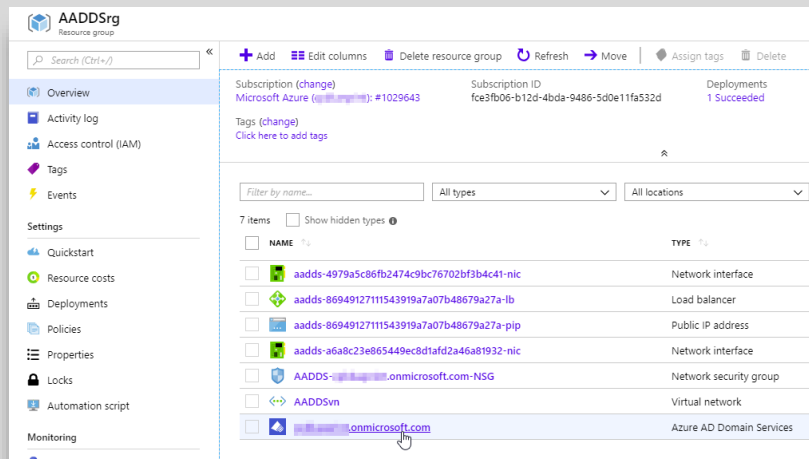 AADDSrg
Resource group
«
Search (Ctrl+/)
Overview
Activity log
Access control (IAM)
Tags
Events
Settings
Quickstart
Resource costs
Deployments
Policies
Properties
Locks
Automation script
Monitoring
Add Edit columns Delete resource group Refresh Move Assign tags Delete
Subscription (change) Subscription ID Deployments
Microsoft Azure ( ): #1029643 fce3fb06-b12d-4bda-9486-5d0e11fa532d 1 Succeeded
Tags (change)
Click here to add tags
Filter by name... All types All locations
7 items Show hidden types
NAME TYPE
aadds-4979a5c86fb2474c9bc76702bf3b4c41-nic Network interface
aadds-86949127111543919a7a07b48679a27a-lb Load balancer
aadds-86949127111543919a7a07b48679a27a-pip Public IP address
aadds-a6a8c23e865449ec8d1afd2a46a81932-nic Network interface
AADDS- .onmicrosoft.com-NSG Network security group
AADDSvn Virtual network
.onmicrosoft.com Azure AD Domain Services